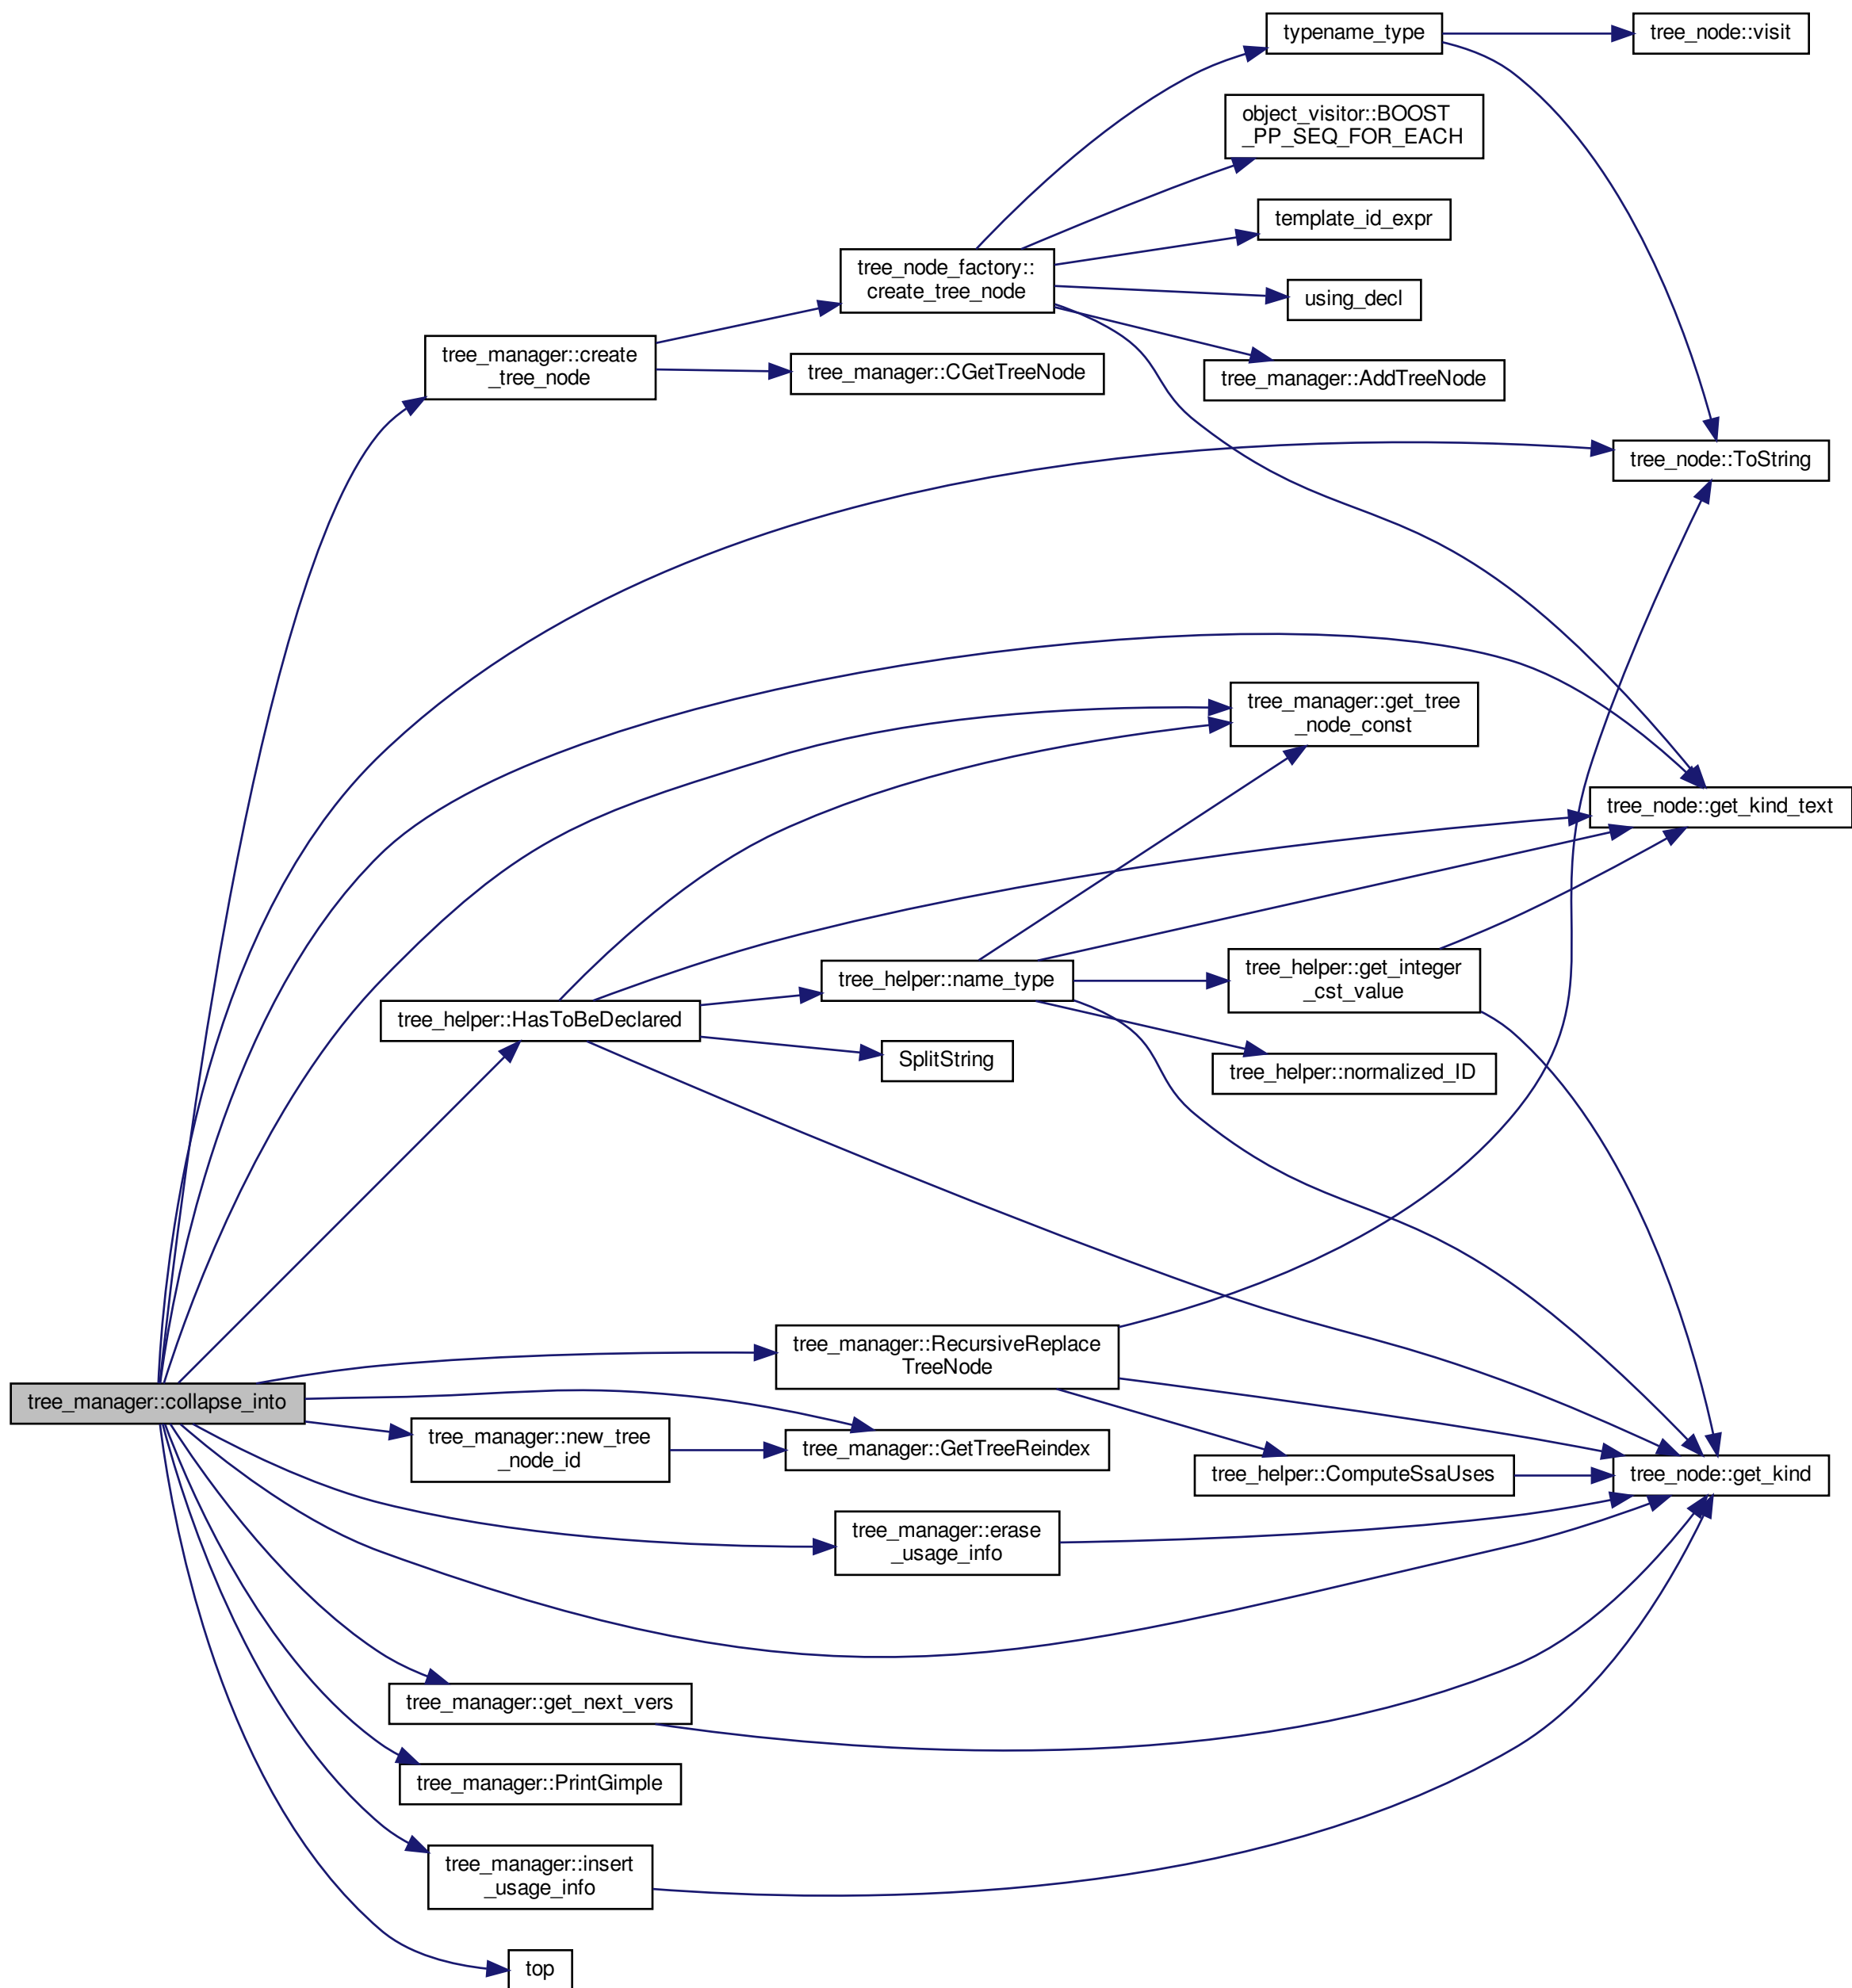 typename_type
tree_node::visit
object_visitor::BOOST
_PP_SEQ_FOR_EACH
template_id_expr
tree_node_factory::
create_tree_node
using_decl
tree_manager::create
_tree_node
tree_manager::CGetTreeNode
tree_manager::AddTreeNode
tree_node::ToString
tree_manager::get_tree
_node_const
tree_node::get_kind_text
tree_helper::name_type
tree_helper::get_integer
_cst_value
tree_helper::HasToBeDeclared
SplitString
tree_helper::normalized_ID
tree_manager::RecursiveReplace
TreeNode
tree_manager::collapse_into
tree_manager::new_tree
_node_id
tree_manager::GetTreeReindex
tree_helper::ComputeSsaUses
tree_node::get_kind
tree_manager::erase
_usage_info
tree_manager::get_next_vers
tree_manager::PrintGimple
tree_manager::insert
_usage_info
top